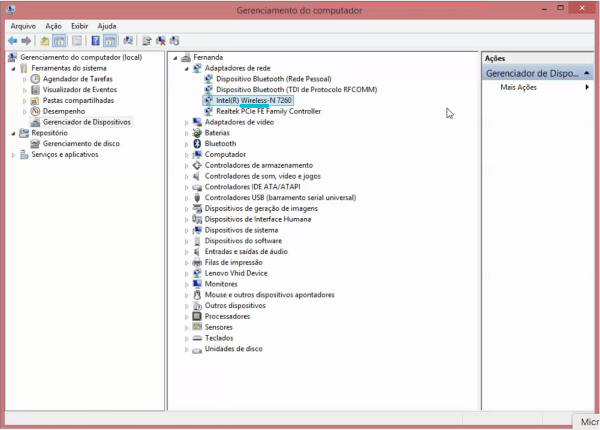 Gerenciamento do computador
Arquivo Ação Exibir Ajuda
Gerenciamento do computador (local)
Ferramentas do sistema
Agendador de Tarefas
Visualizador de Eventos
Pastas compartilhadas
Desempenho
Gerenciador de Dispositivos
Repositório
Gerenciamento de disco
Serviços e aplicativos
Fernanda
Adaptadores de rede
Dispositivo Bluetooth (Rede Pessoal)
Dispositivo Bluetooth (TDI de Protocolo RFCOMM)
Intel(R) Wireless-N 7260
Realtek PCIe FE Family Controller
Adaptadores de vídeo
Baterias
Bluetooth
Computador
Controladores de armazenamento
Controladores de som, vídeo e jogos
Controladores IDE ATA/ATAPI
Controladores USB (barramento serial universal)
Dispositivos de geração de imagens
Dispositivos de Interface Humana
Dispositivos de sistema
Dispositivos do software
Entradas e saídas de áudio
Filas de impressão
Lenovo Vhid Device
Monitores
Mouse e outros dispositivos apontadores
Outros dispositivos
Processadores
Sensores
Teclados
Unidades de disco
Ações
Gerenciador de Dispo...
Mais Ações
Micr